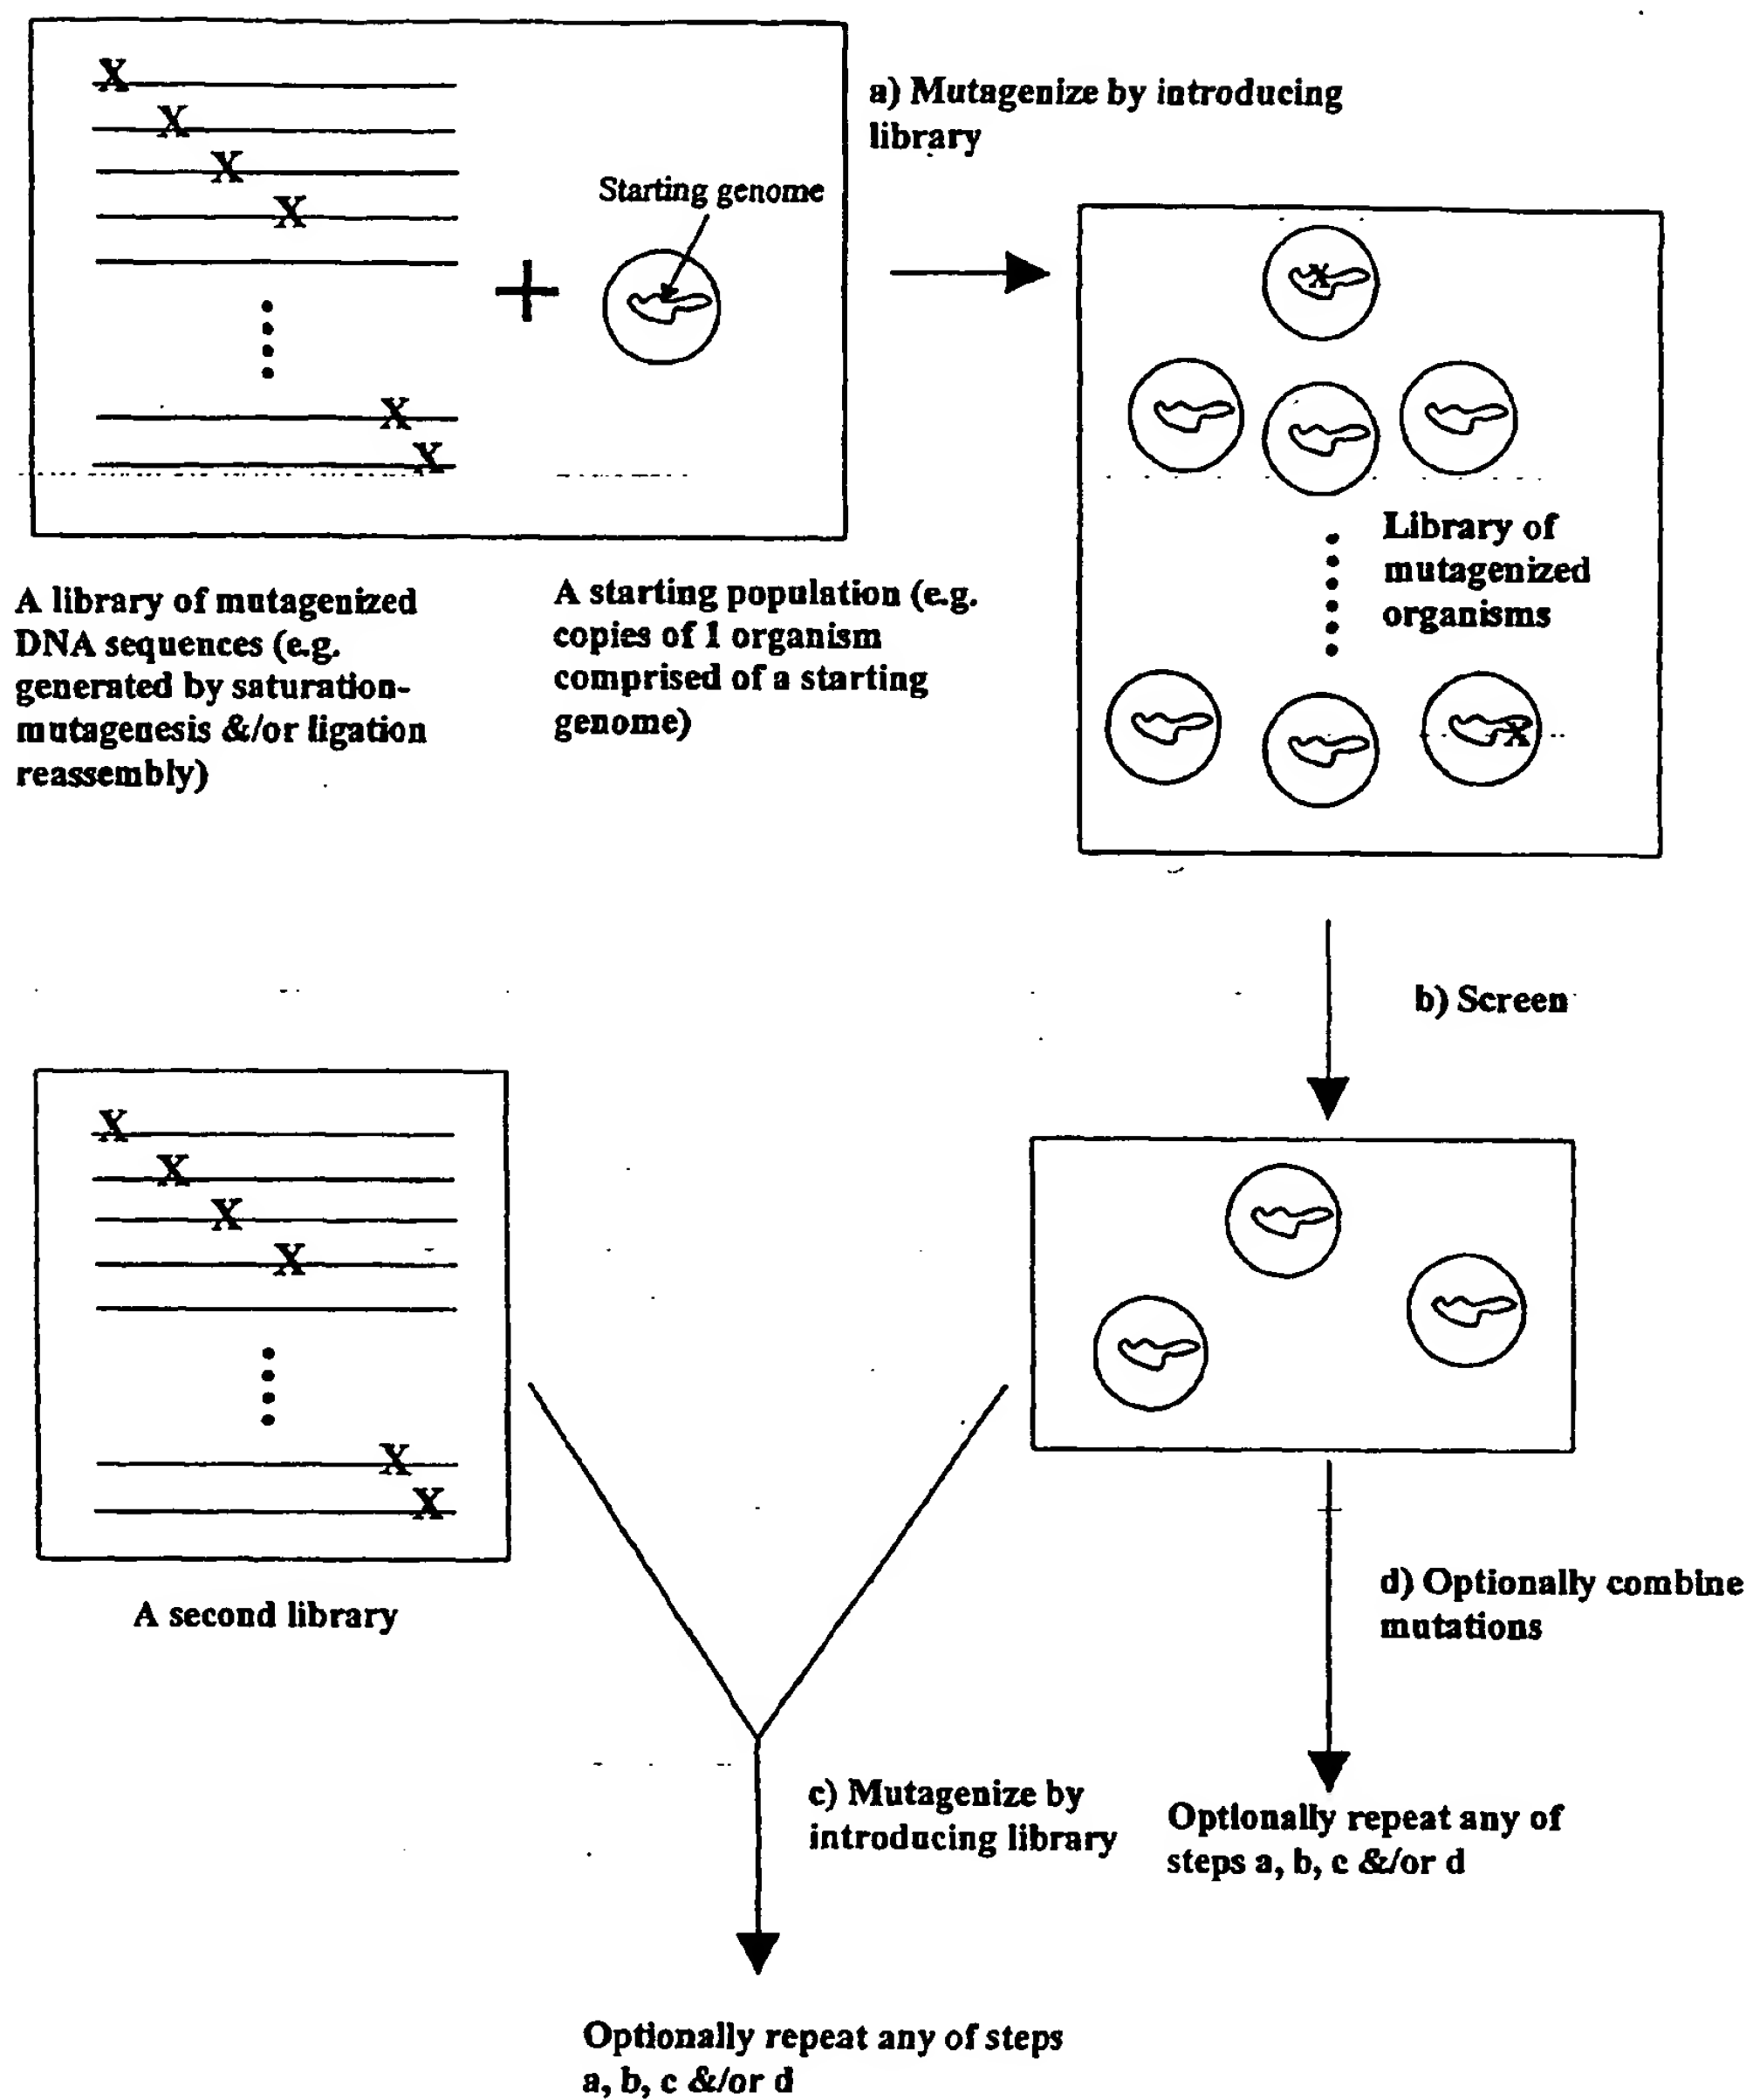 a) Mutagenize by introducing
library
Starting genome
X
X
X
X
X
X
+
X
Library of
mutagenized
organisms
X
A library of mutagenized
DNA sequences (e.g.
generated by saturation-
mutagenesis &/or ligation
reassembly)
A starting population (e.g.
copies of 1 organism
comprised of a starting
genome)
b) Screen
X
X
X
X
X
X
A second library
d) Optionally combine
mutations
c) Mutagenize by
introducing library
Optionally repeat any of
steps a, b, c &/or d
Optionally repeat any of steps
a, b, c &/or d